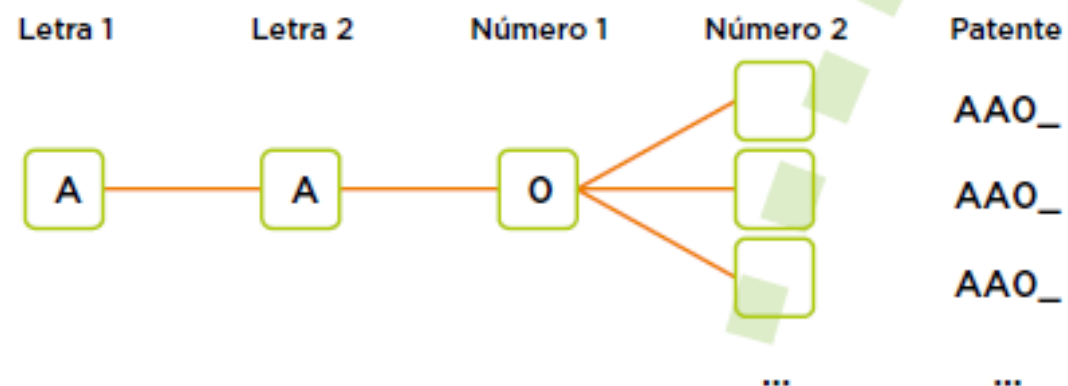 Letra 1 Letra 2 Número 1 Número 2 Patente
AA0_
A A 0 AA0_
AA0_
... ...